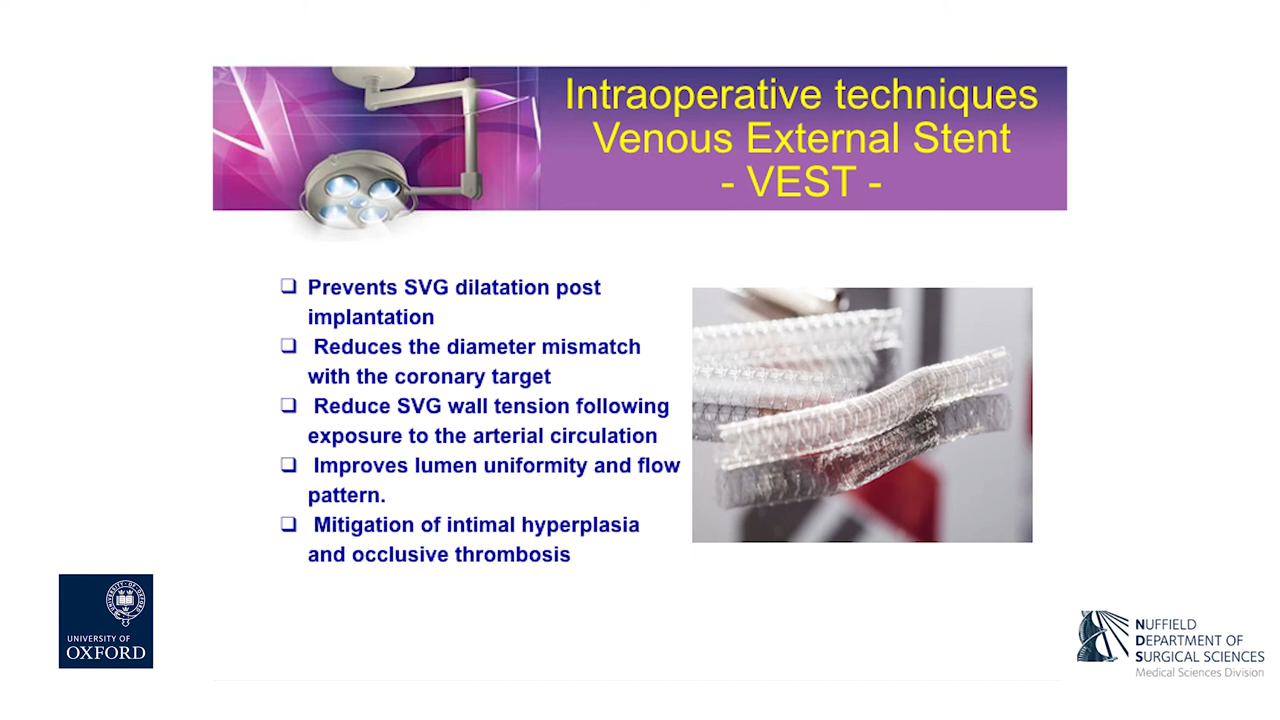 Intraoperative techniques
Venous External Stent
- VEST -
❑ Prevents SVG dilatation post
implantation
❑ Reduces the diameter mismatch
with the coronary target
❑ Reduce SVG wall tension following
exposure to the arterial circulation
❑ Improves lumen uniformity and flow
pattern.
❑ Mitigation of intimal hyperplasia
and occlusive thrombosis
UNIVERSITY OF
OXFORD
NUFFIELD
DEPARTMENT OF
SURGICAL SCIENCES
Medical Sciences Division